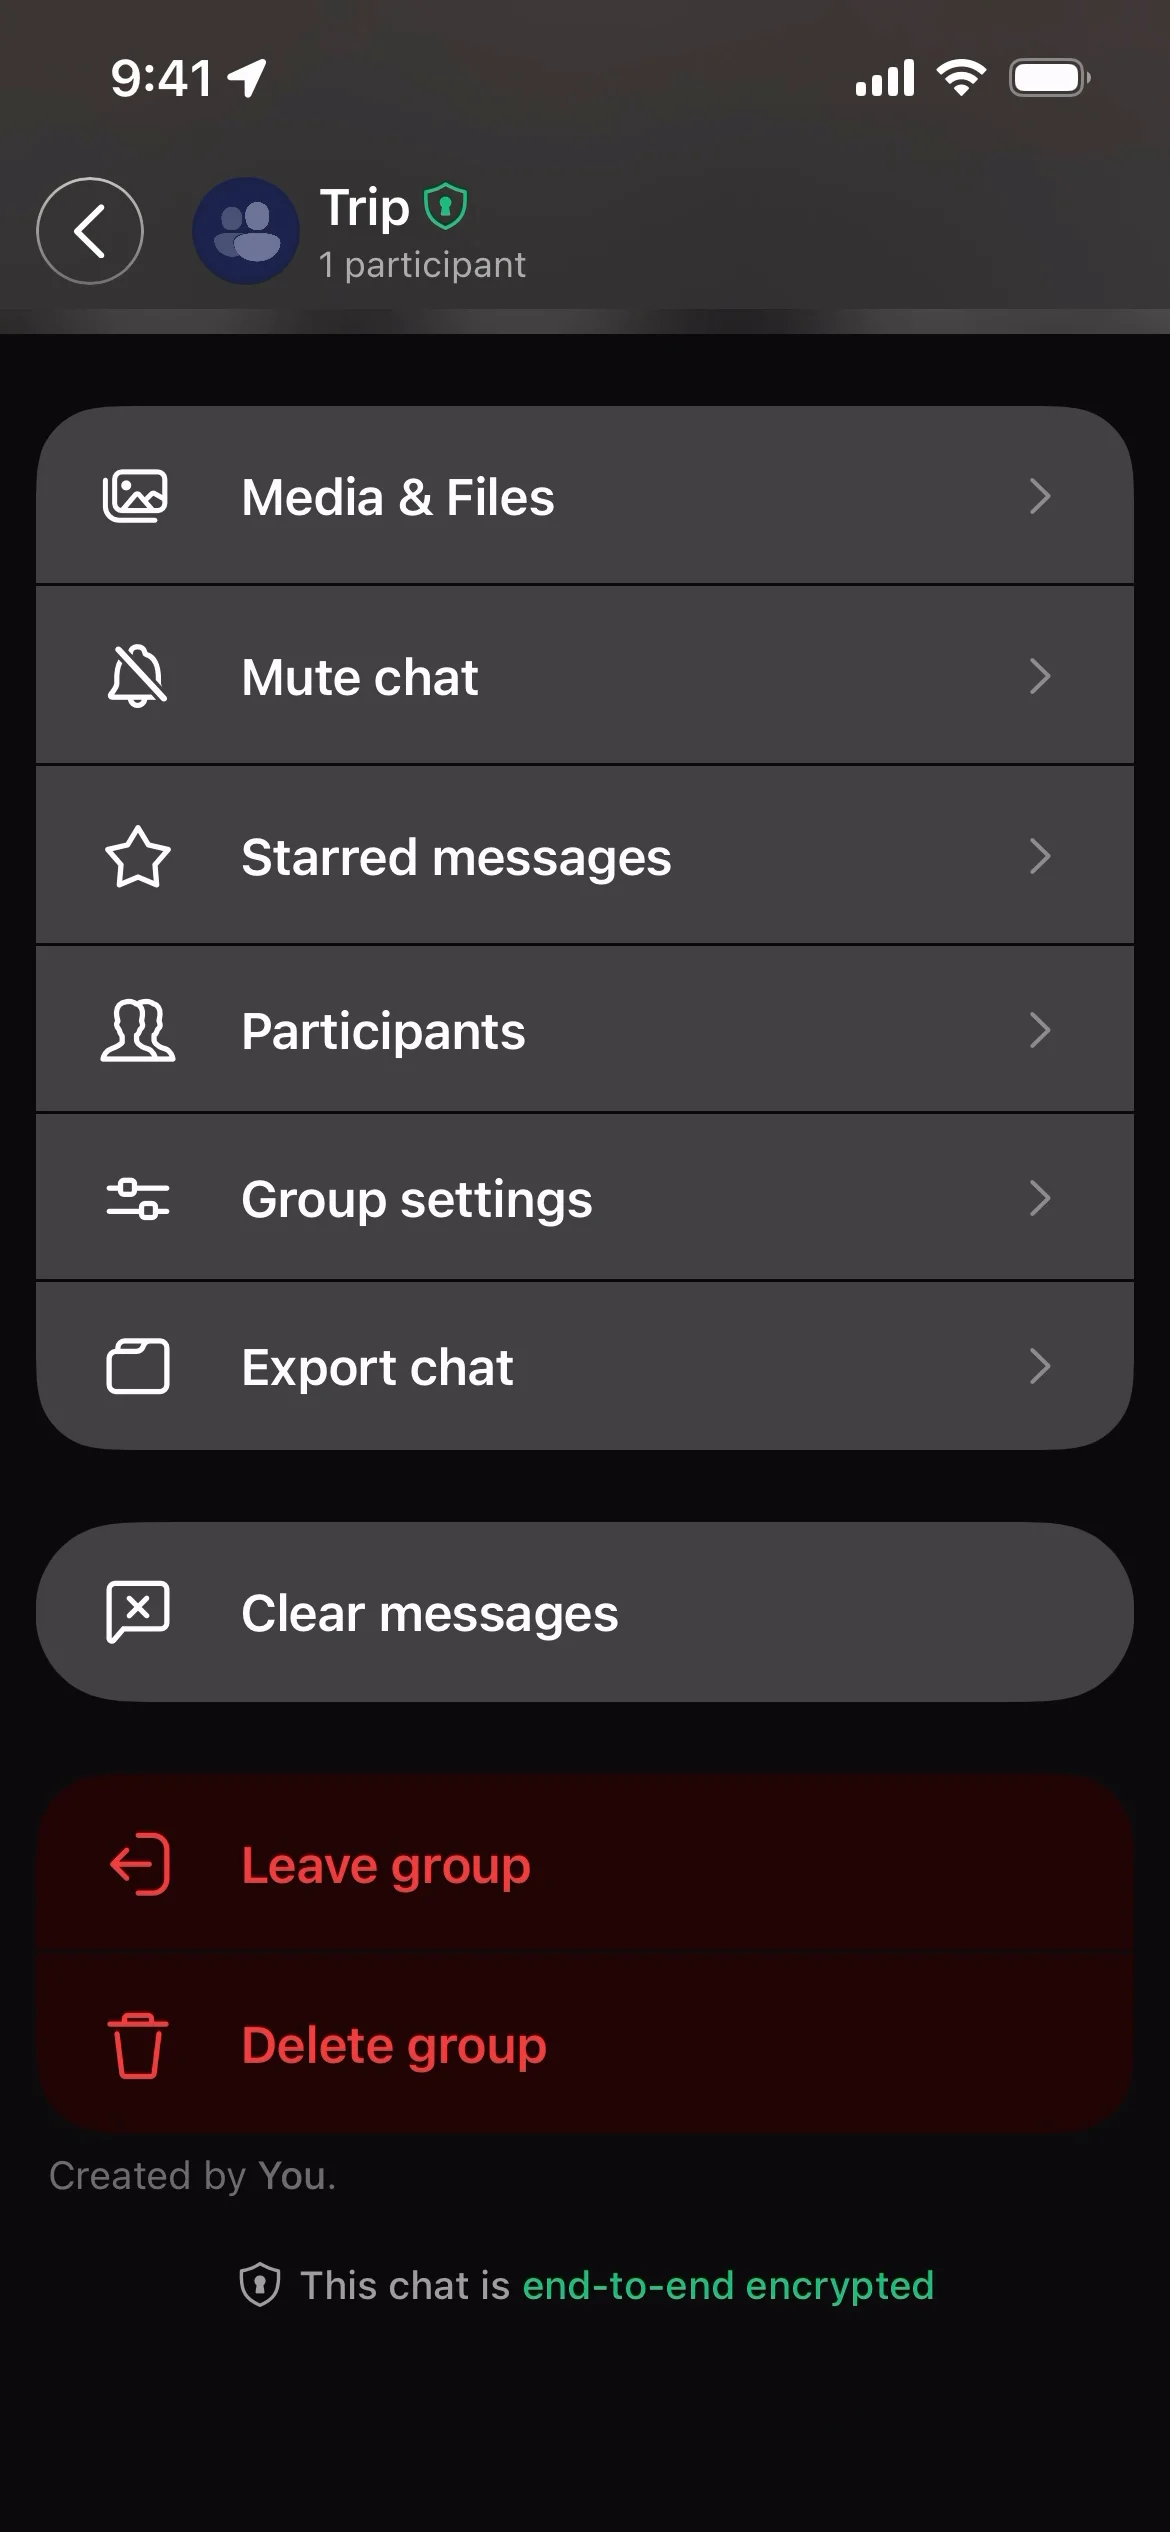 9:41
Trip
1 participant
Media & Files
Mute chat
Starred messages
Participants
Group settings
Export chat
Clear messages
Leave group
Delete group
Created by You.
This chat is end-to-end encrypted